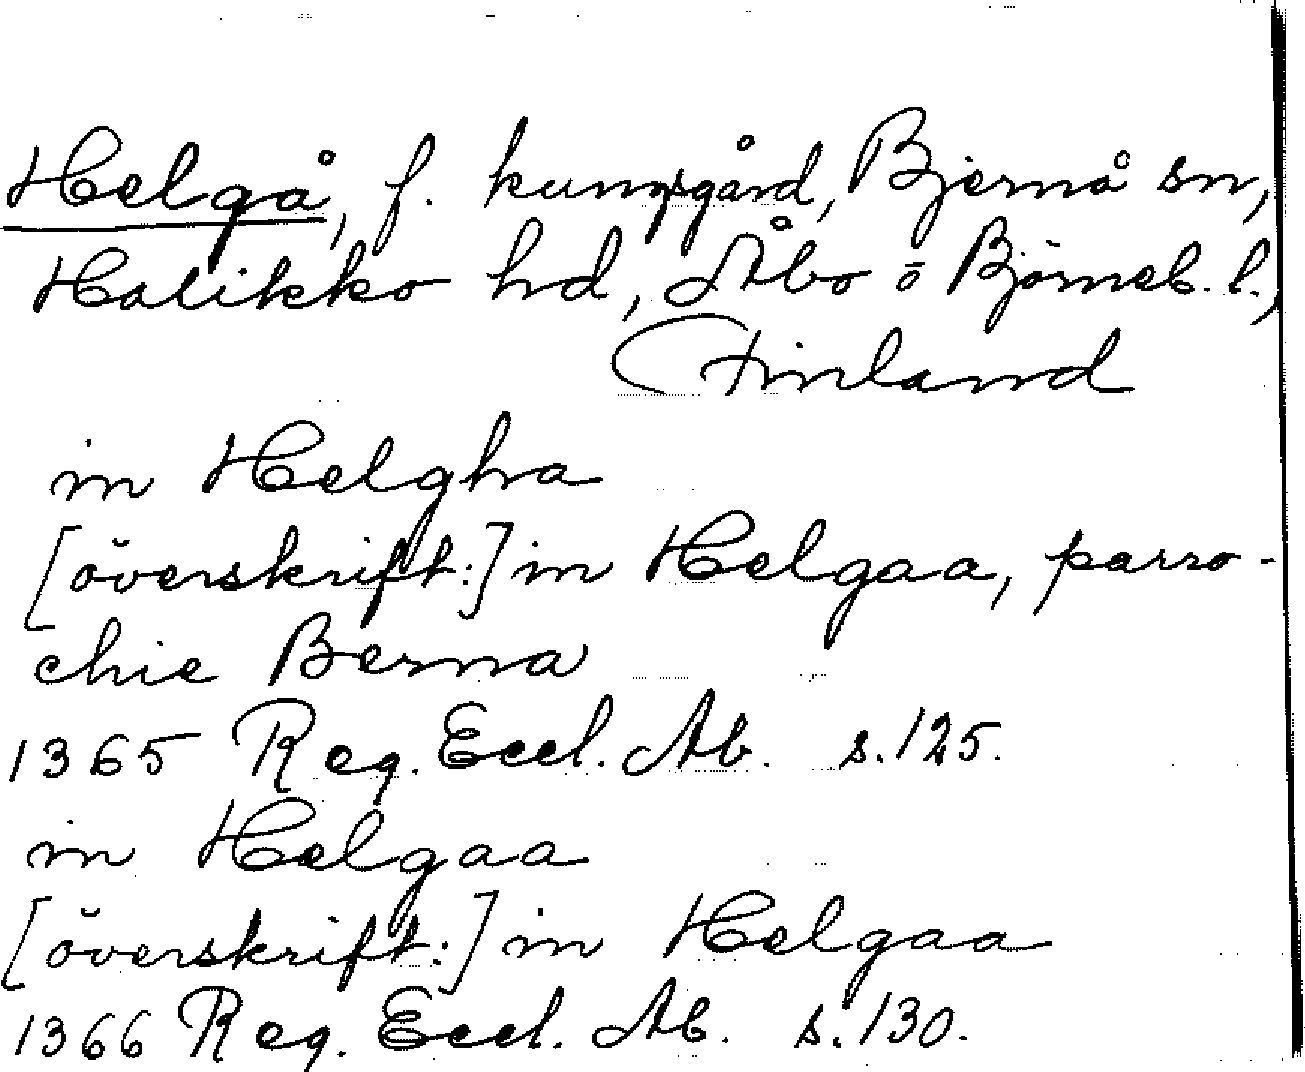 Helgå, f. kungsgård, Bjernå sn,
Halikko hd, Åbo o Björneb. l.,
Finland
in Helgha
[överskrift:] in Helgaa, parro-
chie Berna
1365 Reg. Eccl. Ab. s. 125.
in Helgaa
[överskrift:] in Helgaa
1366 Reg. Eccl. Ab. s. 130.